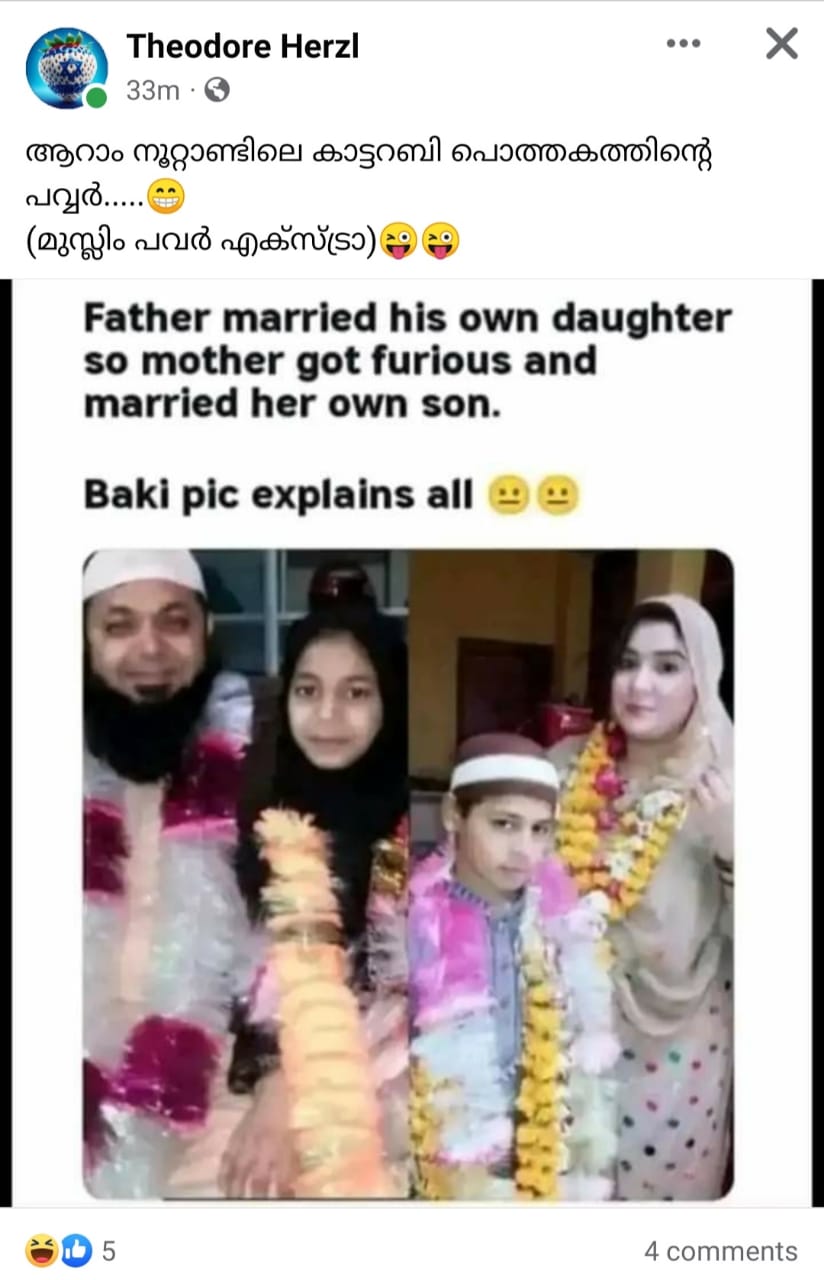 Theodore Herzl
33m
ആറാം നൂറ്റാണ്ടിലെ കാട്ടറബി പൊത്തകത്തിന്റെ
പവ്വർ.....😁
(മുസ്ലിം പവർ എക്സ്ട്രാ)😜😜
Father married his own daughter
so mother got furious and
married her own son.
Baki pic explains all 😐😐
5
4 comments